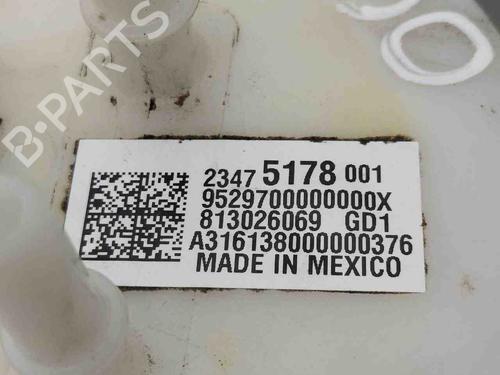 B-PARTS
2347 5178 001
9529700000000X
813026069 GD1
A316138000000376
MADE IN MEXICO